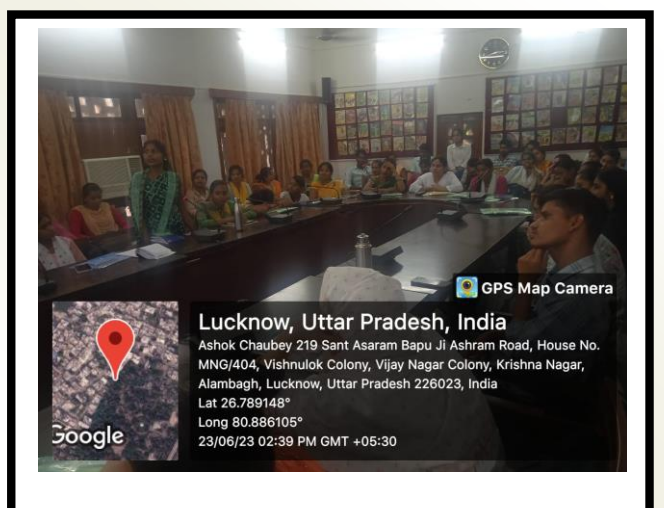 GPS Map Camera
Lucknow, Uttar Pradesh, India
Ashok Chaubey 219 Sant Asaram Bapu Ji Ashram Road, House No.
MNG/404, Vishnulok Colony, Vijay Nagar Colony, Krishna Nagar,
Alambagh, Lucknow, Uttar Pradesh 226023, India
Lat 26.789148°
Long 80.886105°
23/06/23 02:39 PM GMT +05:30
Google